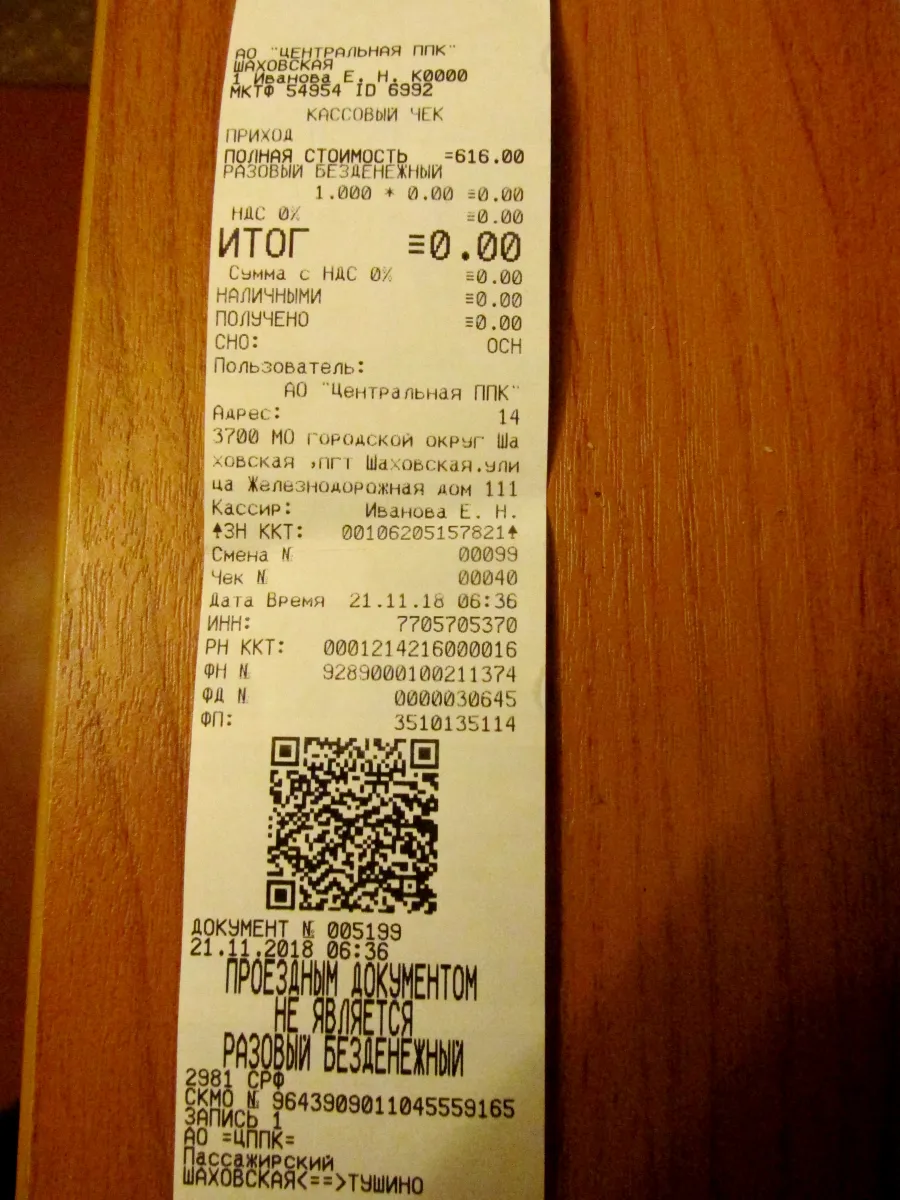 АО "ЦЕНТРАЛЬНАЯ ППК"
ШАХОВСКАЯ
1 Иванова Е. Н. К0000
МКТФ 54954 ID 6992
КАССОВЫЙ ЧЕК
ПРИХОД
ПОЛНАЯ СТОИМОСТЬ =616.00
РАЗОВЫЙ БЕЗДЕНЕЖНЫЙ
1.000 * 0.00 ≡0.00
НДС 0% ≡0.00
ИТОГ ≡0.00
Сумма с НДС 0% ≡0.00
НАЛИЧНЫМИ ≡0.00
ПОЛУЧЕНО ≡0.00
СНО: ОСН
Пользователь:
АО "Центральная ППК"
Адрес: 14
3700 МО городской округ Ша
ховская ,пгт Шаховская,ули
ца Железнодорожная дом 111
Кассир: Иванова Е. Н.
♠ЗН ККТ: 00106205157821♠
Смена № 00099
Чек № 00040
Дата Время 21.11.18 06:36
ИНН: 7705705370
РН ККТ: 0001214216000016
ФН № 9289000100211374
ФД № 0000030645
ФП: 3510135114
ДОКУМЕНТ № 005199
21.11.2018 06:36
ПРОЕЗДНЫМ ДОКУМЕНТОМ
НЕ ЯВЛЯЕТСЯ
РАЗОВЫЙ БЕЗДЕНЕЖНЫЙ
2981 СРФ
СКМО № 9643909011045559165
ЗАПИСЬ 1
АО =ЦППК=
Пассажирский
ШАХОВСКАЯ<==>ТУШИНО